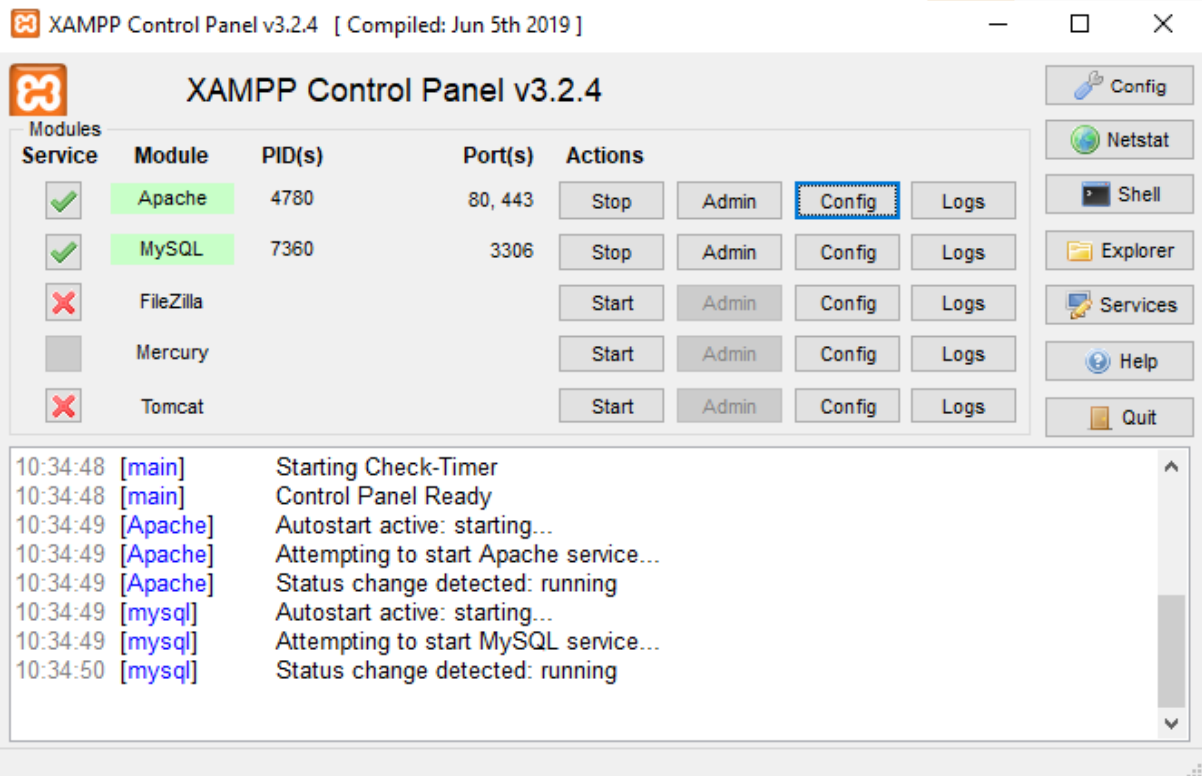 XAMPP Control Panel v3.2.4 [ Compiled: Jun 5th 2019 ]
XAMPP Control Panel v3.2.4
Config
Modules
Service Module PID(s) Port(s) Actions
Netstat
Apache 4780 80, 443 Stop Admin Config Logs
Shell
MySQL 7360 3306 Stop Admin Config Logs
Explorer
FileZilla Start Admin Config Logs
Services
Mercury Start Admin Config Logs
Help
Tomcat Start Admin Config Logs
Quit
10:34:48 [main] Starting Check-Timer
10:34:48 [main] Control Panel Ready
10:34:49 [Apache] Autostart active: starting...
10:34:49 [Apache] Attempting to start Apache service...
10:34:49 [Apache] Status change detected: running
10:34:49 [mysql] Autostart active: starting...
10:34:49 [mysql] Attempting to start MySQL service...
10:34:50 [mysql] Status change detected: running